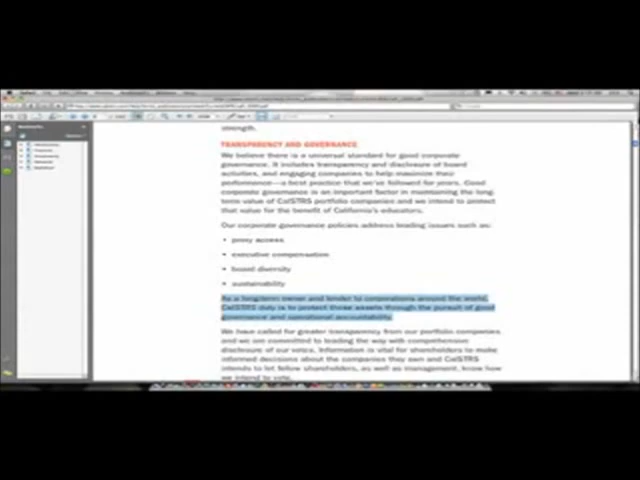 strength.
TRANSPARENCY AND GOVERNANCE
We believe there is a universal standard for good corporate
governance. It includes transparency and disclosure of board
activities, and engaging companies to help maximize their
performance—a best practice that we've followed for years. Good
corporate governance is an important factor in maintaining the long-
term value of CalSTRS portfolio companies and we intend to protect
that value for the benefit of California's educators.
Our corporate governance policies address leading issues such as:
• proxy access
• executive compensation
• board diversity
• sustainability
As a long-term owner and lender to corporations around the world,
CalSTRS duty is to protect those assets through the pursuit of good
governance and operational accountability.
We have called for greater transparency from our portfolio companies
and we are committed to leading the way with comprehensive
disclosure of our votes. Information is vital for shareholders to make
informed decisions about the companies they own and CalSTRS
intends to let fellow shareholders, as well as management, know how
we intend to vote.